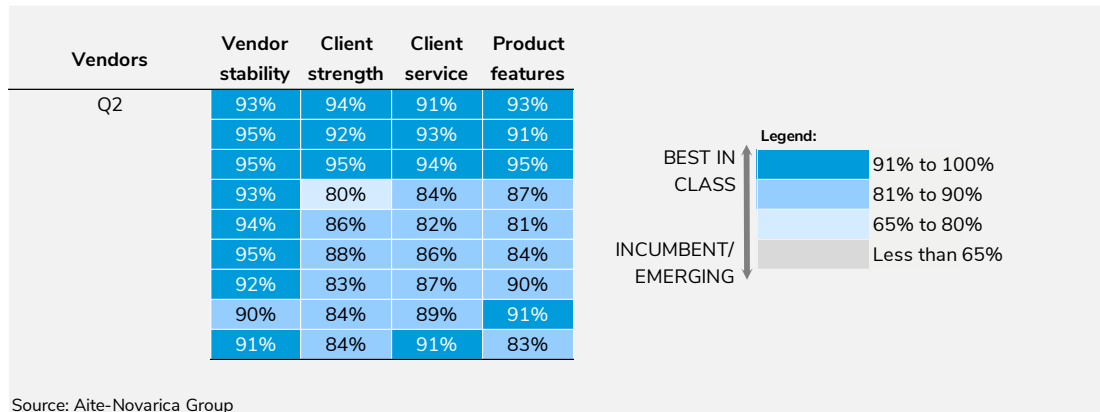 Vendors Vendor stability Client strength Client service Product features
Q2 93% 94% 91% 93%
95% 92% 93% 91%
95% 95% 94% 95%
93% 80% 84% 87%
94% 86% 82% 81%
95% 88% 86% 84%
92% 83% 87% 90%
90% 84% 89% 91%
91% 84% 91% 83%
Legend:
BEST IN CLASS
INCUMBENT/ EMERGING
91% to 100%
81% to 90%
65% to 80%
Less than 65%
Source: Aite-Novarica Group